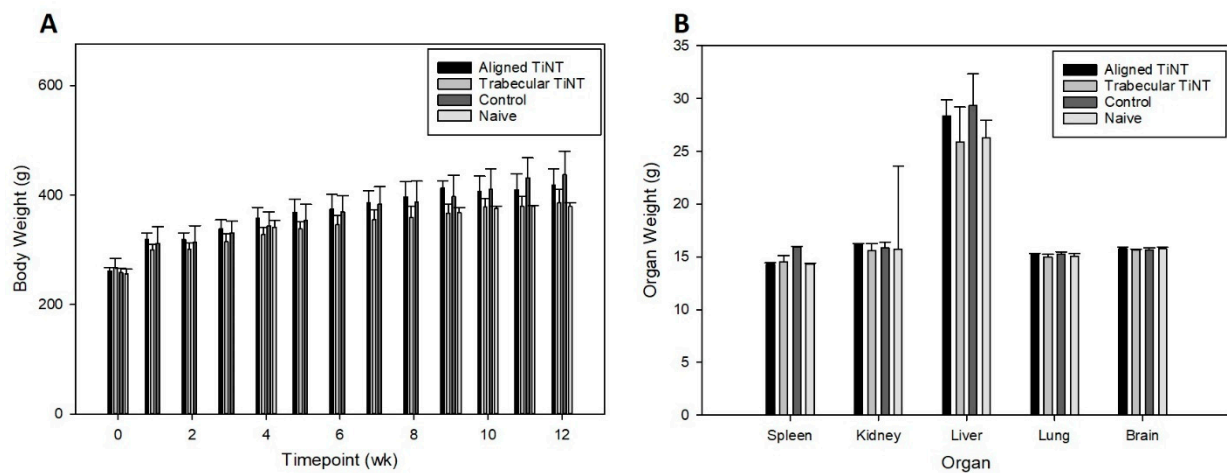 A
Body Weight (g)
600
400
200
0
Aligned TiNT
Trabecular TiNT
Control
Naive
0 2 4 6 8 10 12
Timepoint (wk)
B
Organ Weight (g)
35
30
25
20
15
10
5
0
Aligned TiNT
Trabecular TiNT
Control
Naive
Spleen Kidney Liver Lung Brain
Organ